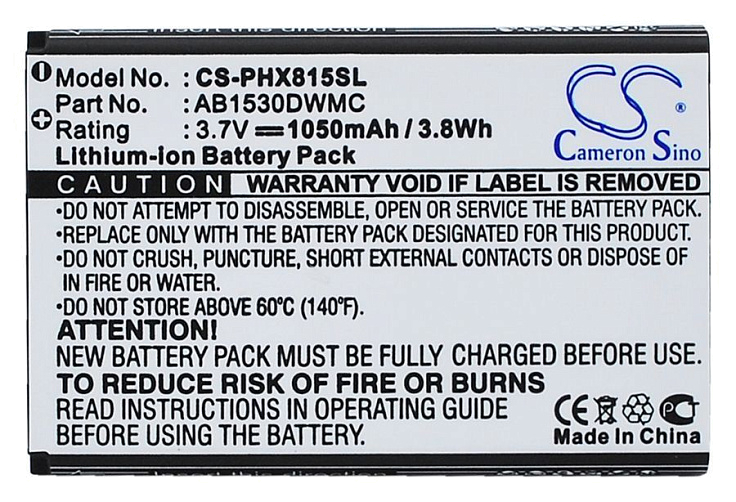 Model No. : CS-PHX815SL
Part No. : AB1530DWMC
Rating : 3.7V 1050mAh / 3.8Wh
Lithium-ion Battery Pack
CS ®
Cameron Sino
CAUTION WARRANTY VOID IF LABEL IS REMOVED
•DO NOT ATTEMPT TO DISASSEMBLE, OPEN OR SERVICE THE BATTERY PACK.
•REPLACE ONLY WITH THE BATTERY PACK DESIGNATED FOR THIS PRODUCT.
•DO NOT CRUSH, PUNCTURE, SHORT EXTERNAL CONTACTS OR DISPOSE OF
IN FIRE OR WATER.
•DO NOT STORE ABOVE 60℃ (140℉).
ATTENTION!
NEW BATTERY PACK MUST BE FULLY CHARGED BEFORE USE.
TO REDUCE RISK OF FIRE OR BURNS
READ INSTRUCTIONS IN OPERATING GUIDE
BEFORE USING THE BATTERY.
CE
Made In China